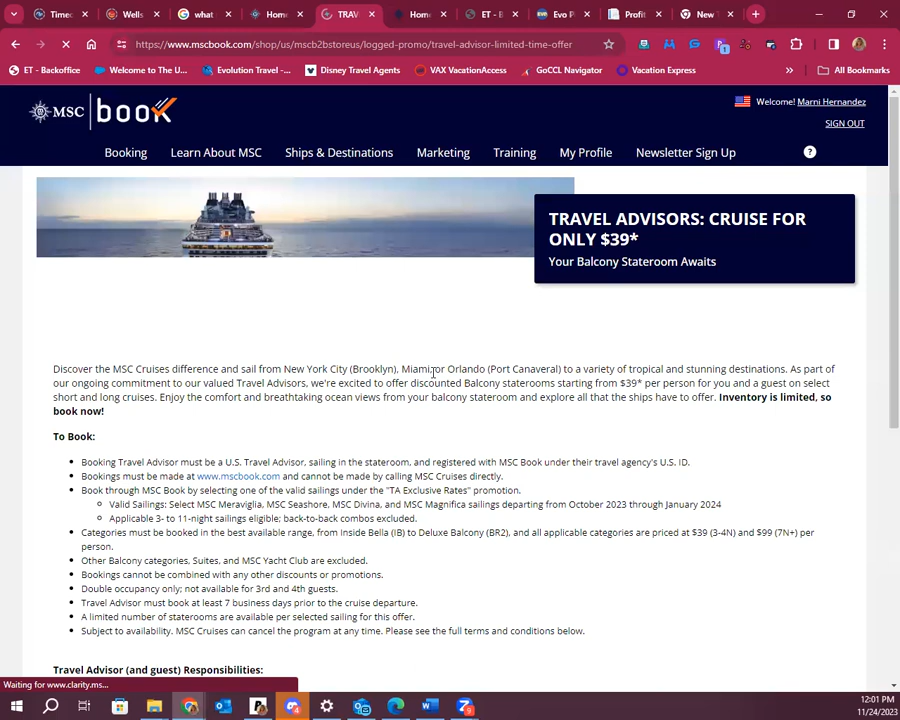 Timec
Wells
what
Home
TRAV
Home
ET - B
Evo P
Profit
New T
https://www.mscbook.com/shop/us/mscb2bstoreus/logged-promo/travel-advisor-limited-time-offer
ET - Backoffice
Welcome to The U...
Evolution Travel -...
Disney Travel Agents
VAX VacationAccess
GoCCL Navigator
Vacation Express
»
All Bookmarks
MSC book
Welcome! Marni Hernandez
SIGN OUT
Booking
Learn About MSC
Ships & Destinations
Marketing
Training
My Profile
Newsletter Sign Up
?
TRAVEL ADVISORS: CRUISE FOR
ONLY $39*
Your Balcony Stateroom Awaits
Discover the MSC Cruises difference and sail from New York City (Brooklyn), Miami or Orlando (Port Canaveral) to a variety of tropical and stunning destinations. As part of
our ongoing commitment to our valued Travel Advisors, we're excited to offer discounted Balcony staterooms starting from $39* per person for you and a guest on select
short and long cruises. Enjoy the comfort and breathtaking ocean views from your balcony stateroom and explore all that the ships have to offer. Inventory is limited, so
book now!
To Book:
• Booking Travel Advisor must be a U.S. Travel Advisor, sailing in the stateroom, and registered with MSC Book under their travel agency's U.S. ID.
• Bookings must be made at www.mscbook.com and cannot be made by calling MSC Cruises directly.
• Book through MSC Book by selecting one of the valid sailings under the "TA Exclusive Rates" promotion.
○ Valid Sailings: Select MSC Meraviglia, MSC Seashore, MSC Divina, and MSC Magnifica sailings departing from October 2023 through January 2024
○ Applicable 3- to 11-night sailings eligible; back-to-back combos excluded.
• Categories must be booked in the best available range, from Inside Bella (IB) to Deluxe Balcony (BR2), and all applicable categories are priced at $39 (3-4N) and $99 (7N+) per
person.
• Other Balcony categories, Suites, and MSC Yacht Club are excluded.
• Bookings cannot be combined with any other discounts or promotions.
• Double occupancy only; not available for 3rd and 4th guests.
• Travel Advisor must book at least 7 business days prior to the cruise departure.
• A limited number of staterooms are available per selected sailing for this offer.
• Subject to availability. MSC Cruises can cancel the program at any time. Please see the full terms and conditions below.
Travel Advisor (and guest) Responsibilities:
Waiting for www.clarity.ms...
12:01 PM
11/24/2023